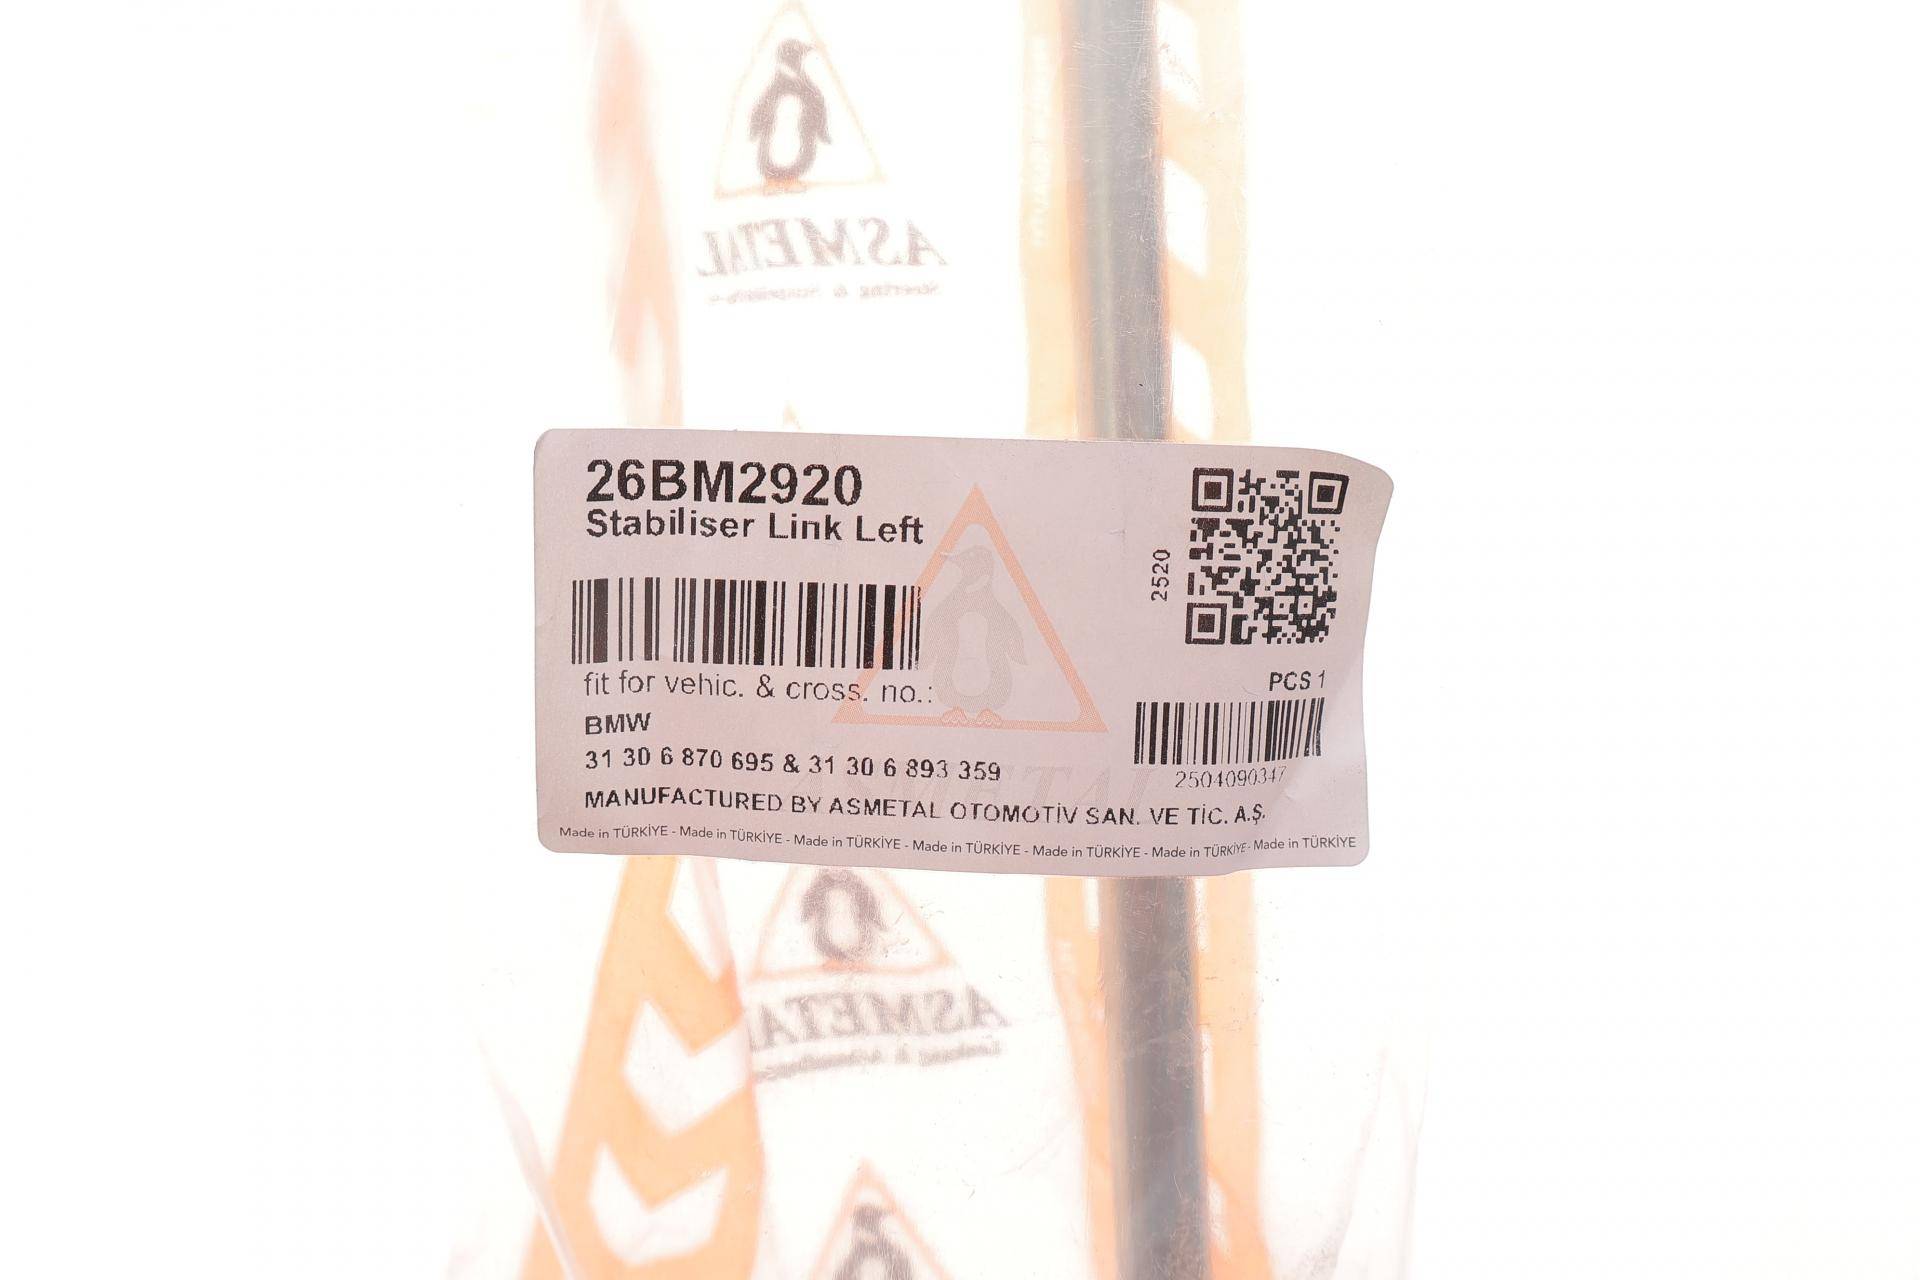 ASMETAL
26BM2920
Stabiliser Link Left
2520
fit for vehic. & cross. no.:
PCS 1
BMW
31 30 6 870 695 & 31 30 6 893 359
2504090347
MANUFACTURED BY ASMETAL OTOMOTİV SAN. VE TİC. A.Ş.
Made in TÜRKİYE - Made in TÜRKİYE - Made in TÜRKİYE - Made in TÜRKİYE - Made in TÜRKİYE - Made in TÜRKİYE - Made in TÜRKİYE
ASMETAL